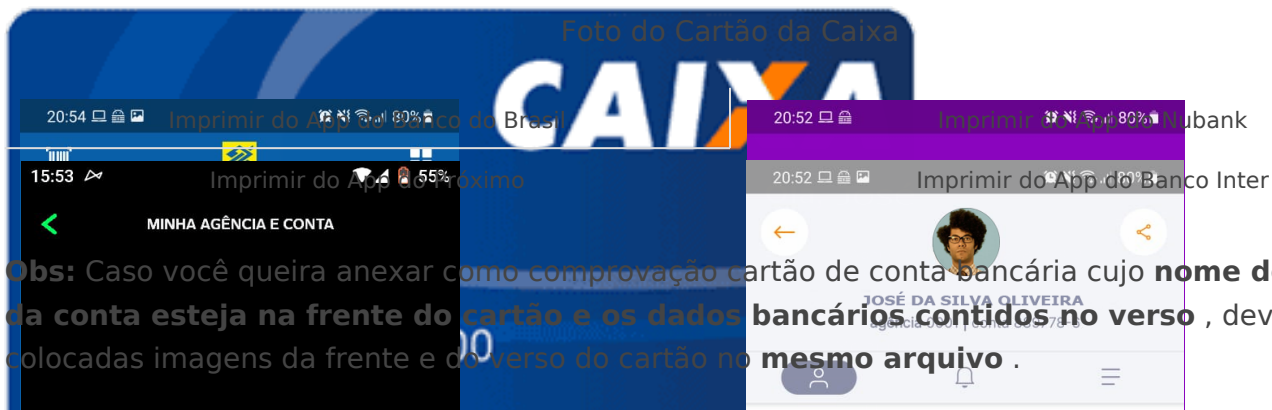 Foto do Cartão da Caixa
CAIXA
20:54 80%
Imprimir do App do Banco do Brasil
20:52 80%
Imprimir do App do Nubank
15:53 55%
Imprimir do App do Próximo
20:52 80%
Imprimir do App do Banco Inter
MINHA AGÊNCIA E CONTA
Obs: Caso você queira anexar como comprovação cartão de conta bancária cujo nome d
JOSÉ DA SILVA OLIVEIRA
da conta esteja na frente do cartão e os dados bancários contidos no verso , dev
agência conta
colocadas imagens da frente e do verso do cartão no mesmo arquivo .